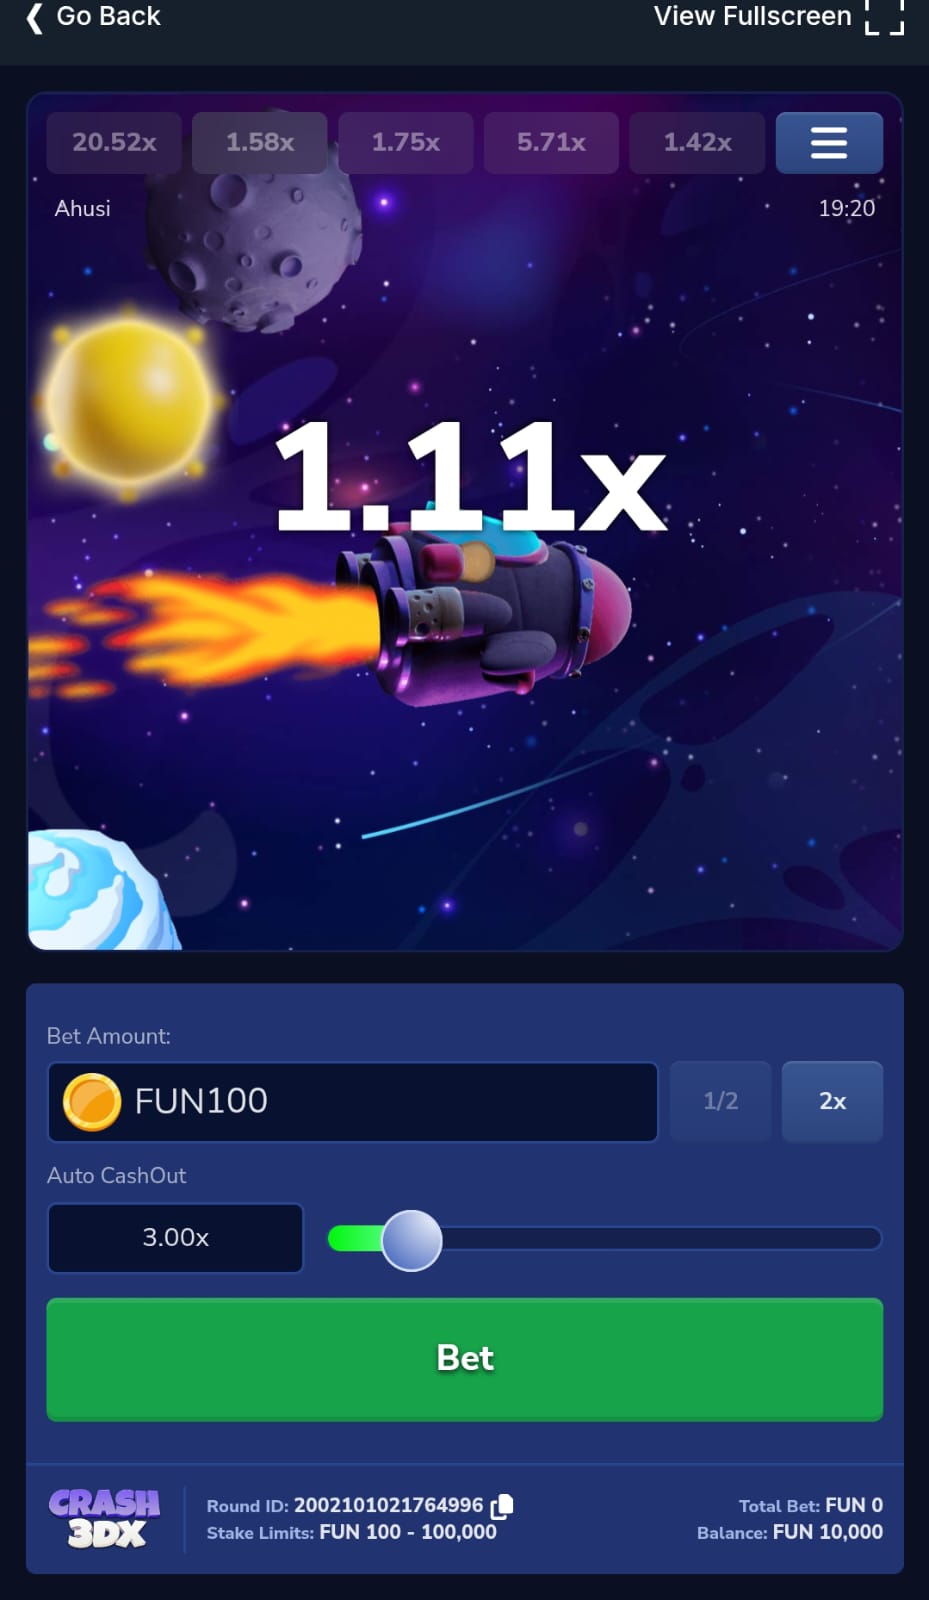 Go Back View Fullscreen
20.52x 1.58x 1.75x 5.71x 1.42x
Ahusi 19:20
1.11x
Bet Amount:
FUN100 1/2 2x
Auto CashOut
3.00x
Bet
CRASH
3DX
Round ID: 2002101021764996
Stake Limits: FUN 100 - 100,000
Total Bet: FUN 0
Balance: FUN 10,000